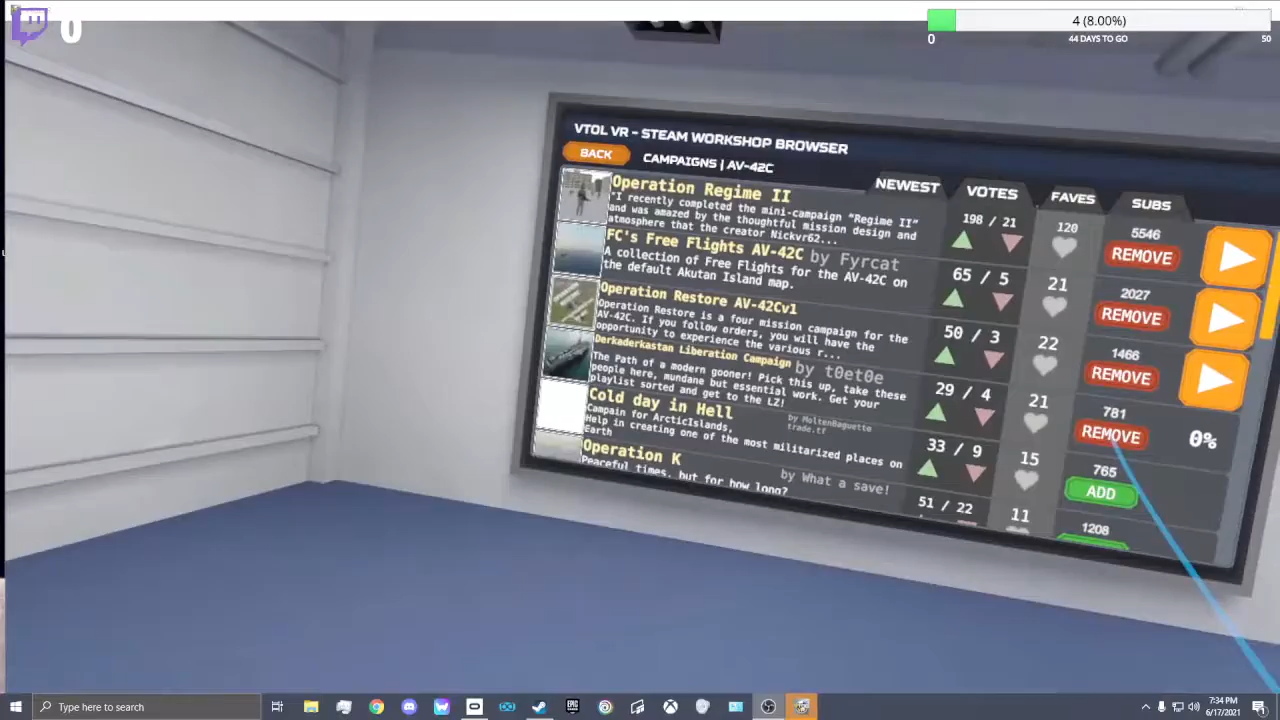 0
4 (8.00%)
0
44 DAYS TO GO
50
VTOL VR - STEAM WORKSHOP BROWSER
BACK
CAMPAIGNS | AV-42C
NEWEST
VOTES
FAVES
SUBS
Operation Regime II
"I recently completed the mini-campaign "Regime II"
and was amazed by the thoughtful mission design and
atmosphere that the creator Nickvr62...
198 / 21
120
5546
REMOVE
FC's Free Flights AV-42C by Fyrcat
A collection of Free Flights for the AV-42C on
the default Akutan Island map.
65 / 5
21
2027
REMOVE
Operation Restore AV-42Cv1
Operation Restore is a four mission campaign for the
AV-42C. If you follow orders, you will have the
opportunity to experience the various r...
50 / 3
22
1466
REMOVE
Derkaderkastan Liberation Campaign by t0et0e
The Path of a modern gooner! Pick this up, take these
people here, mundane but essential work. Get your
playlist sorted and get to the LZ!
29 / 4
21
781
REMOVE
0%
Cold day in Hell
by MoltenBaguette
trade.tf
Campain for ArcticIslands,
Help in creating one of the most militarized places on
Earth
33 / 9
15
765
ADD
Operation K
by What a save!
Peaceful times, but for how long?
51 / 22
11
1208
Type here to search
7:34 PM
6/17/2021